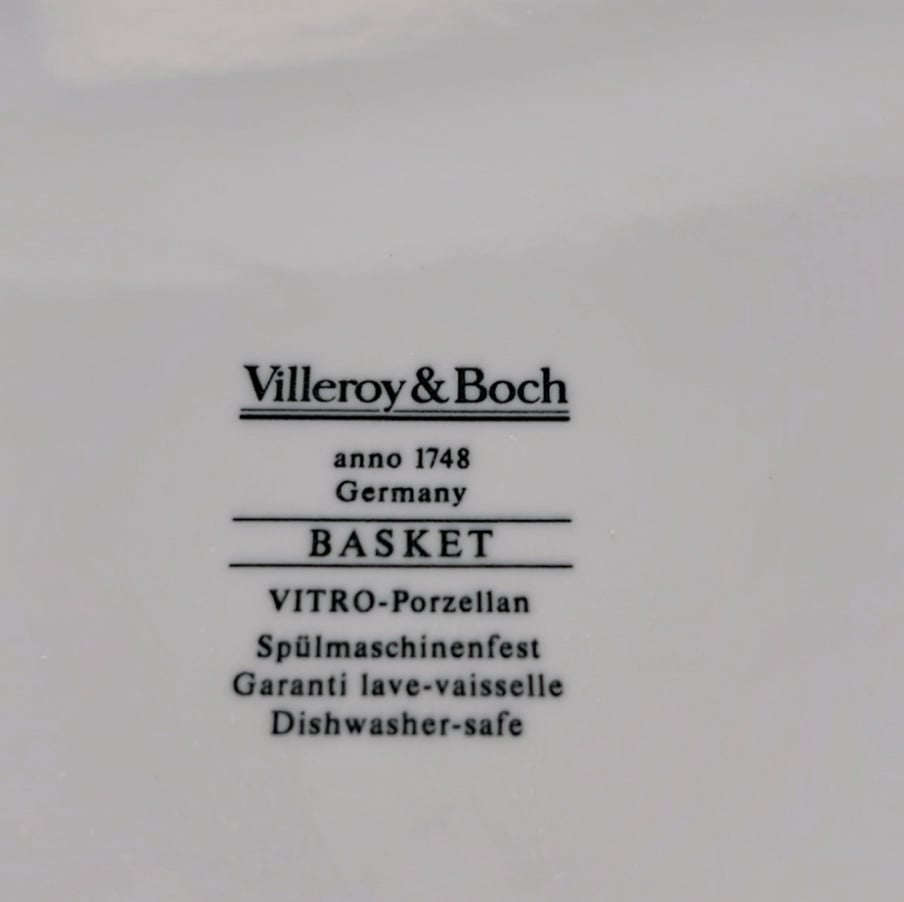 Villeroy & Boch
anno 1748
Germany
BASKET
VITRO-Porzellan
Spülmaschinenfest
Garanti lave-vaisselle
Dishwasher-safe